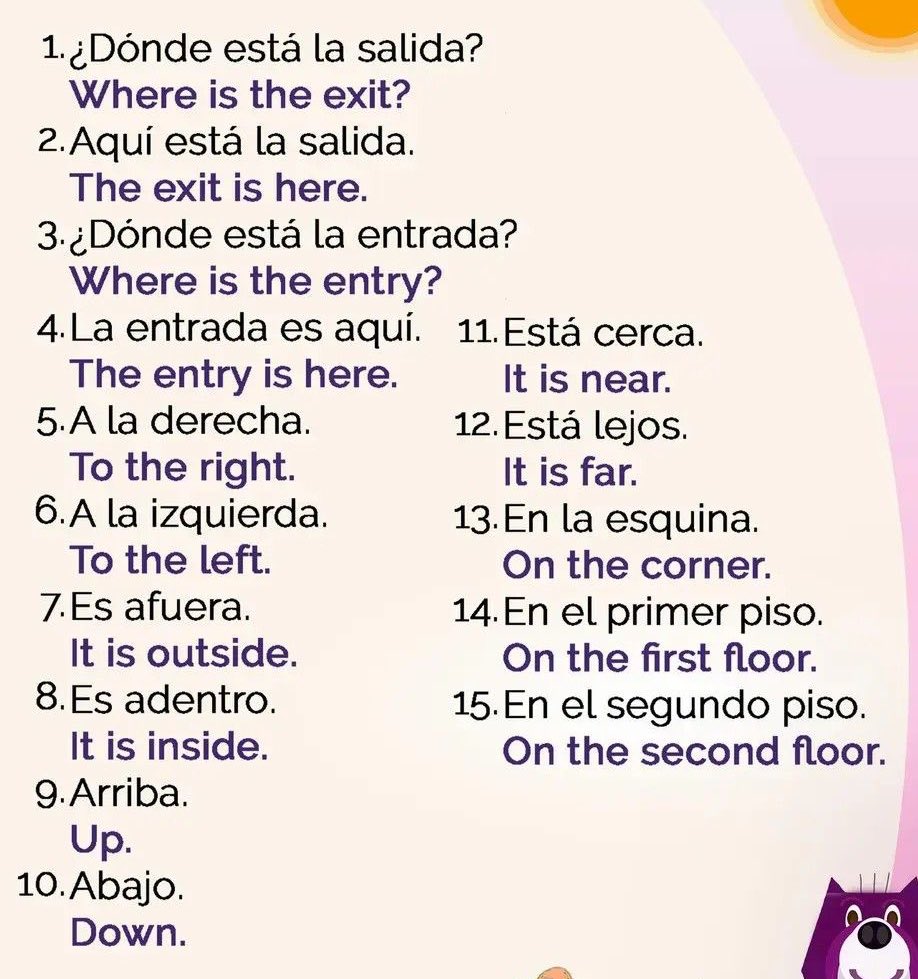 1.¿Dónde está la salida?
Where is the exit?
2.Aquí está la salida.
The exit is here.
3.¿Dónde está la entrada?
Where is the entry?
4.La entrada es aquí.
The entry is here.
5.A la derecha.
To the right.
6.A la izquierda.
To the left.
7.Es afuera.
It is outside.
8.Es adentro.
It is inside.
9.Arriba.
Up.
10.Abajo.
Down.
11.Está cerca.
It is near.
12.Está lejos.
It is far.
13.En la esquina.
On the corner.
14.En el primer piso.
On the first floor.
15.En el segundo piso.
On the second floor.